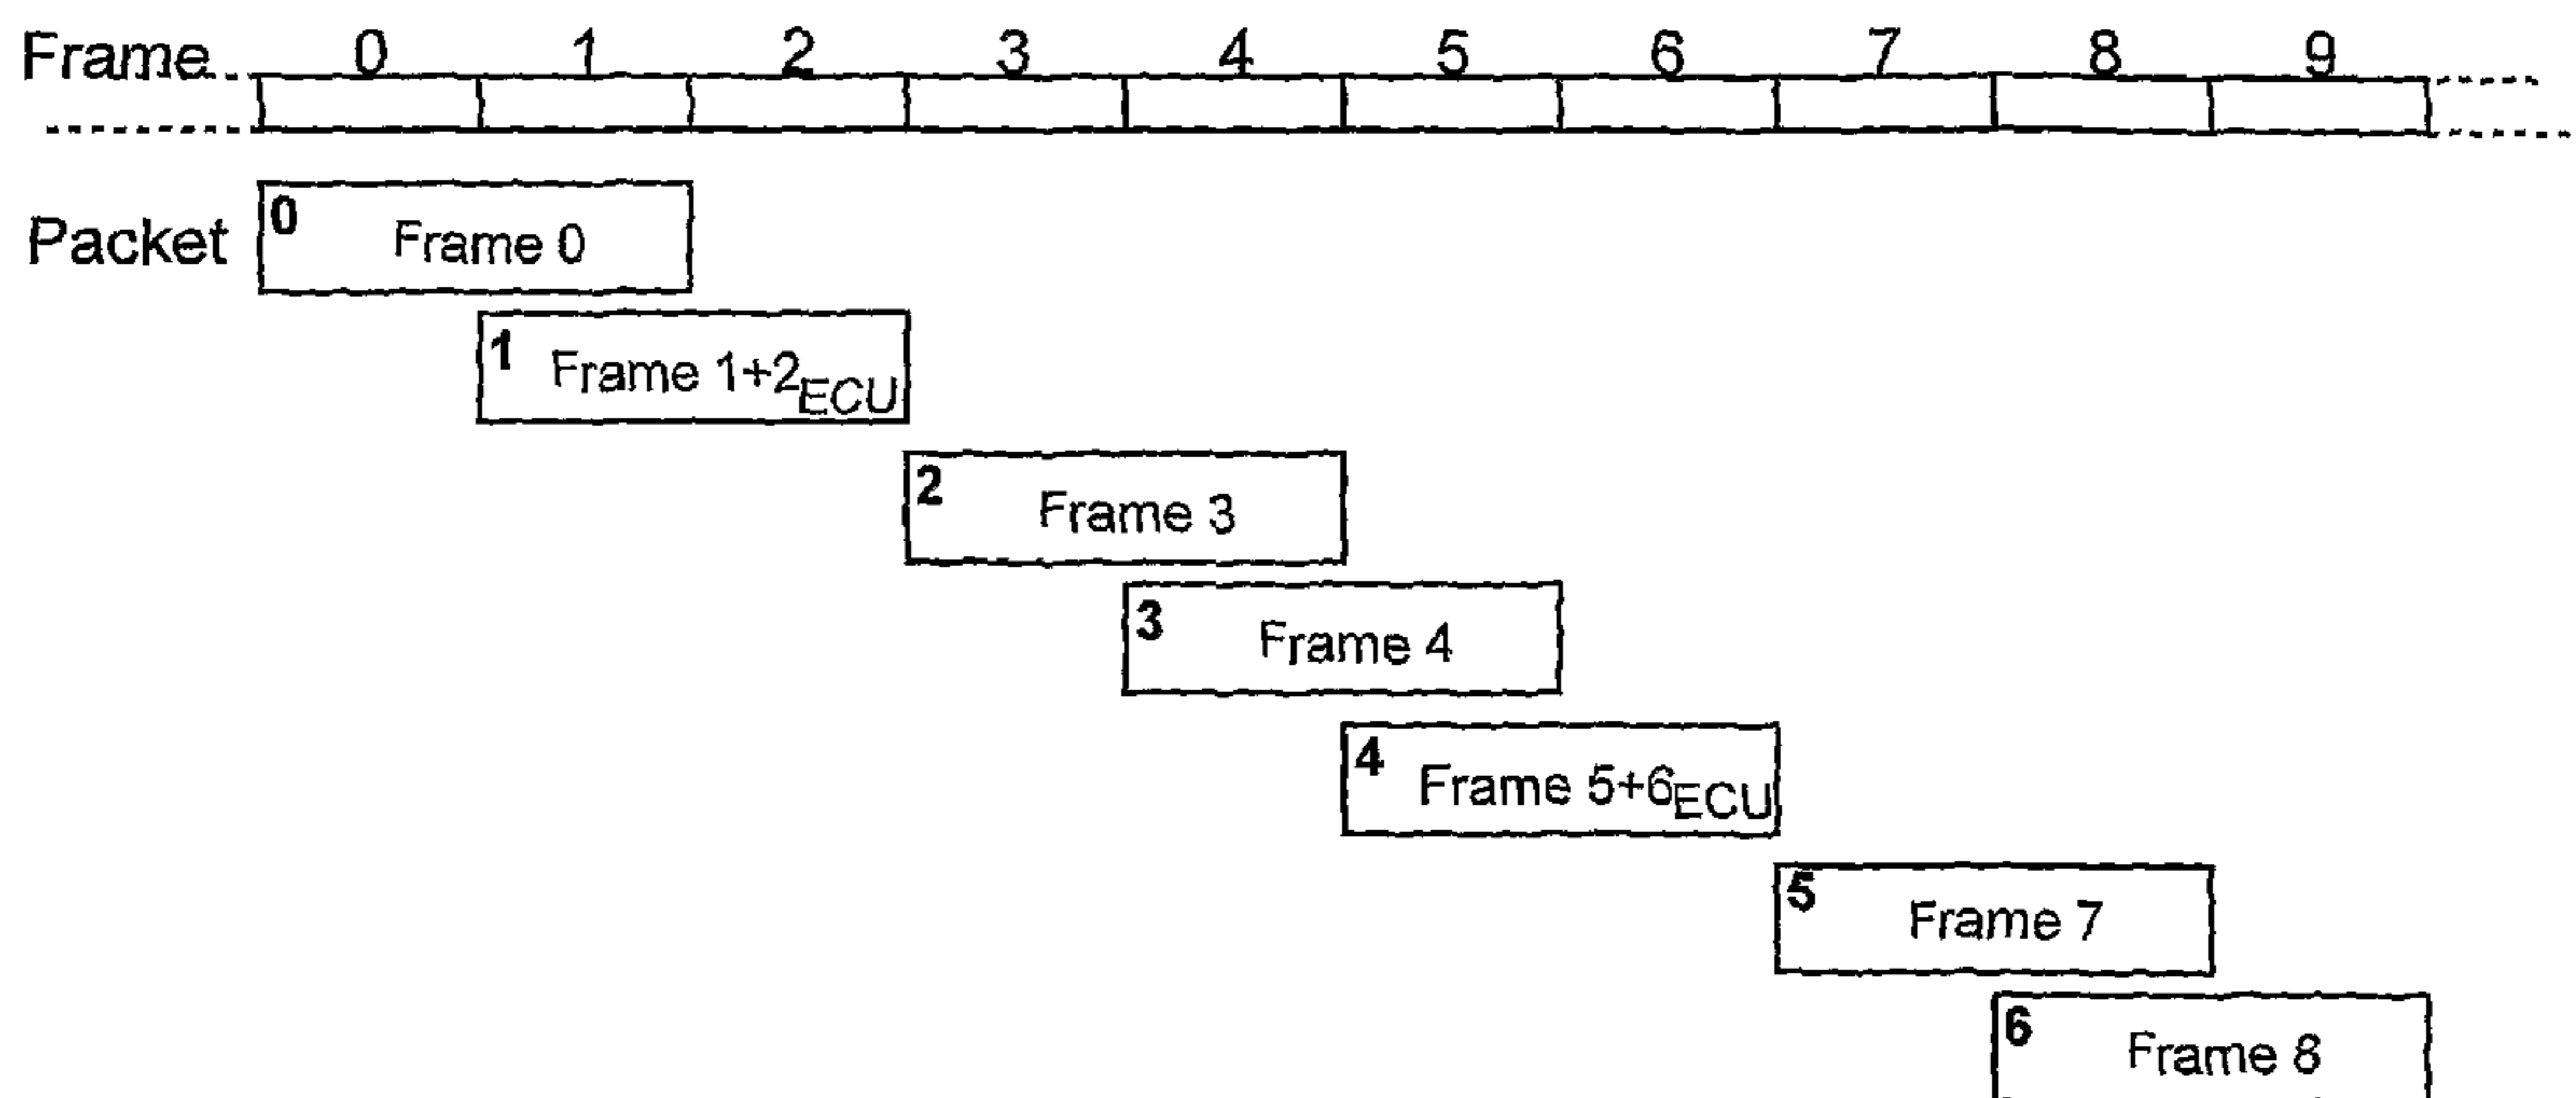 Frame 0 1 2 3 4 5 6 7 8 9
Packet 0 Frame 0
1 Frame 1+2ECU
2 Frame 3
3 Frame 4
4 Frame 5+6ECU
5 Frame 7
6 Frame 8